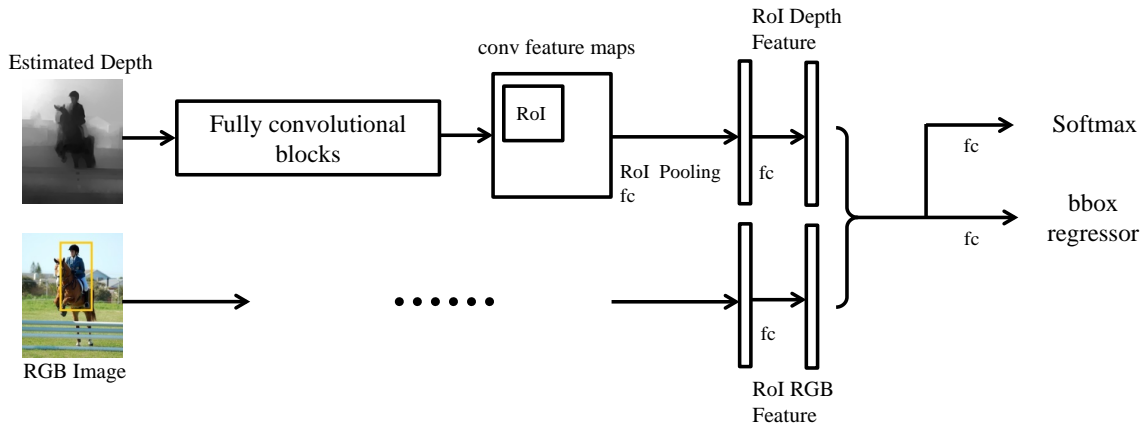 Estimated Depth
Fully convolutional
blocks
conv feature maps
RoI
RoI Pooling
fc
RoI Depth
Feature
fc
fc
Softmax
fc
bbox
regressor
RGB Image
fc
RoI RGB
Feature